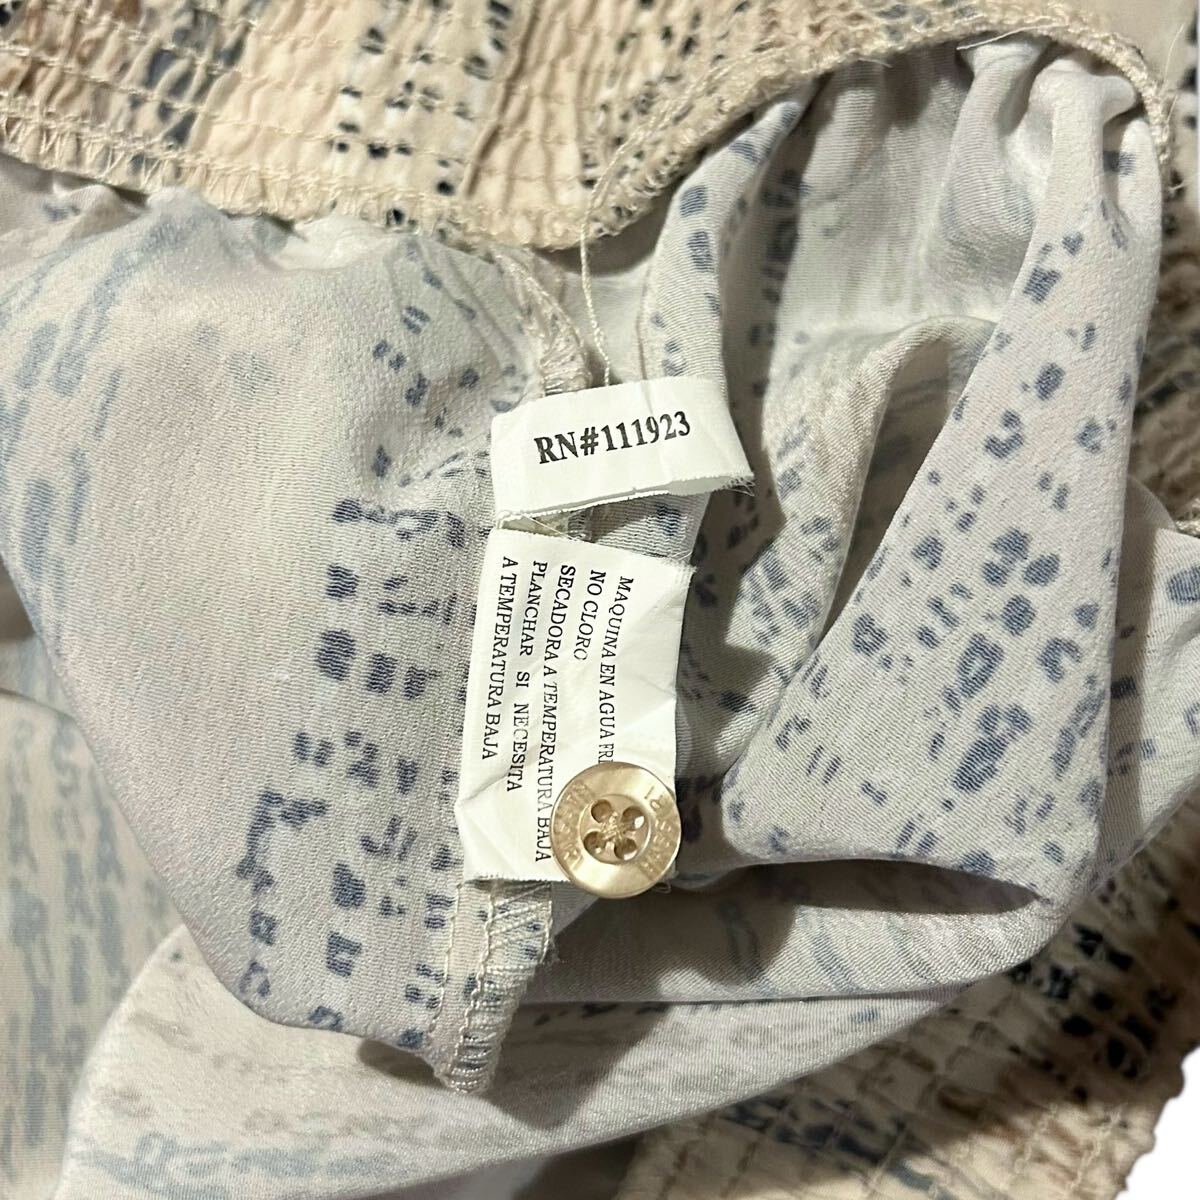 RN#111923
MAQUINA EN AGUA
NO CLORO
SECADORA A TEMPERATURA BAJA
PLANCHAR SI NECESITA
A TEMPERATURA BAJA